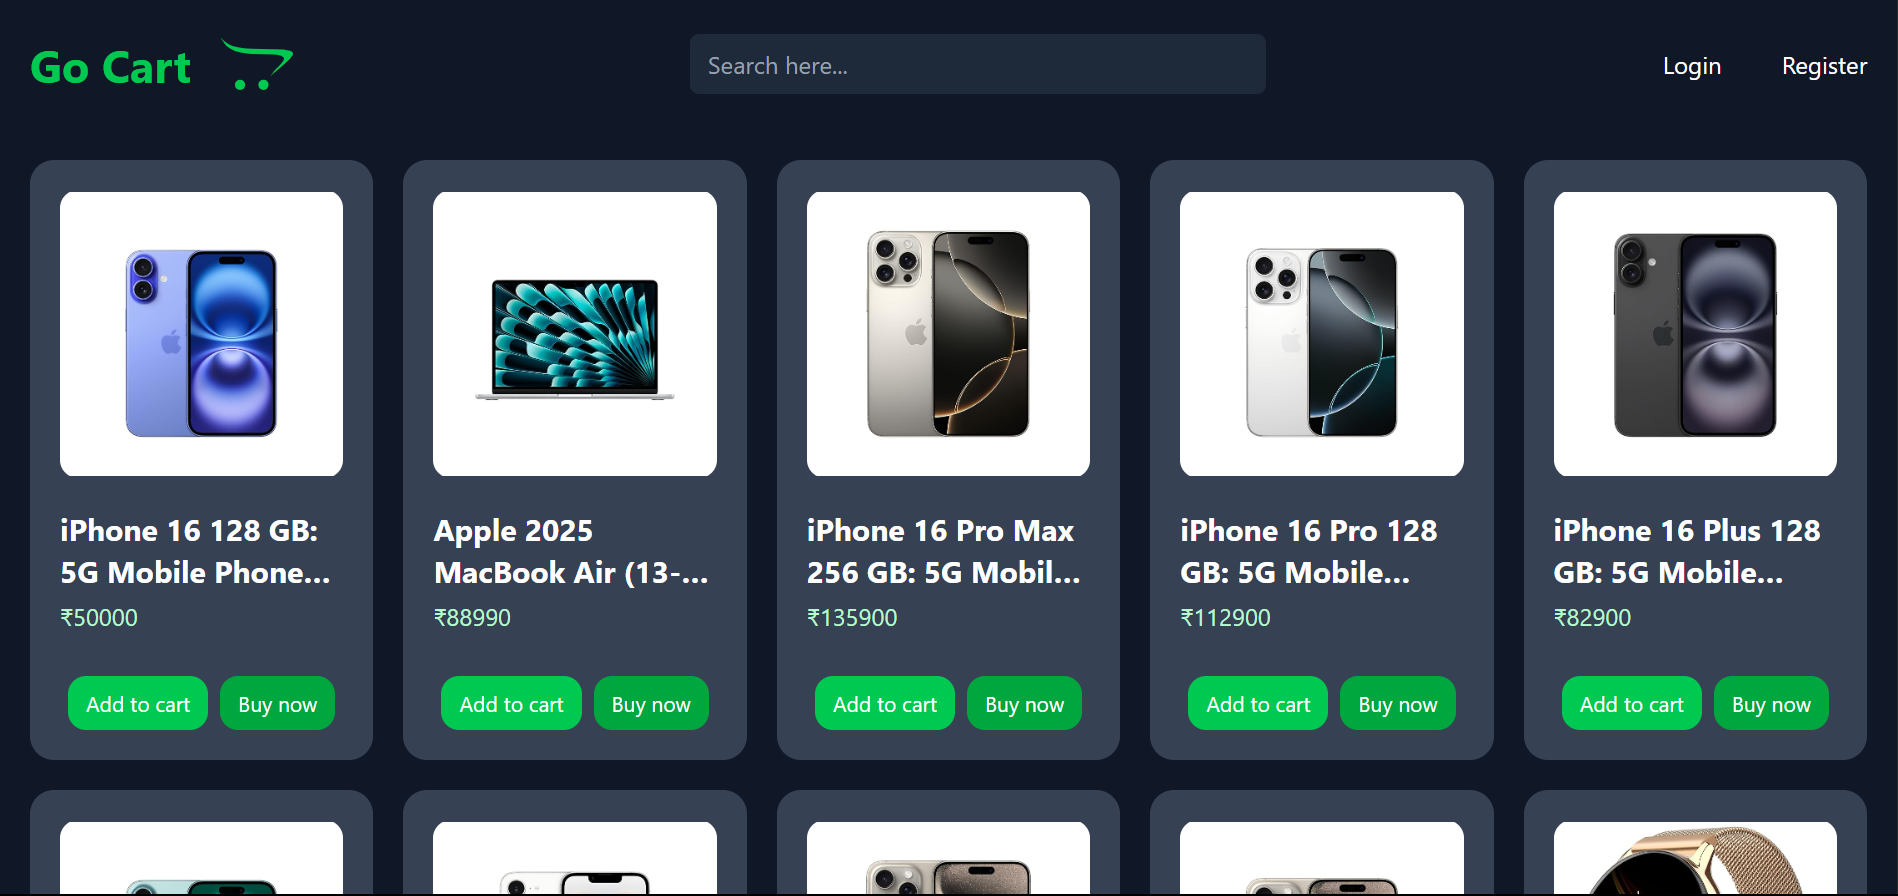 Go Cart
Search here...
Login
Register
iPhone 16 128 GB:
5G Mobile Phone...
₹50000
Add to cart
Buy now
Apple 2025
MacBook Air (13-...
₹88990
Add to cart
Buy now
iPhone 16 Pro Max
256 GB: 5G Mobil...
₹135900
Add to cart
Buy now
iPhone 16 Pro 128
GB: 5G Mobile...
₹112900
Add to cart
Buy now
iPhone 16 Plus 128
GB: 5G Mobile...
₹82900
Add to cart
Buy now